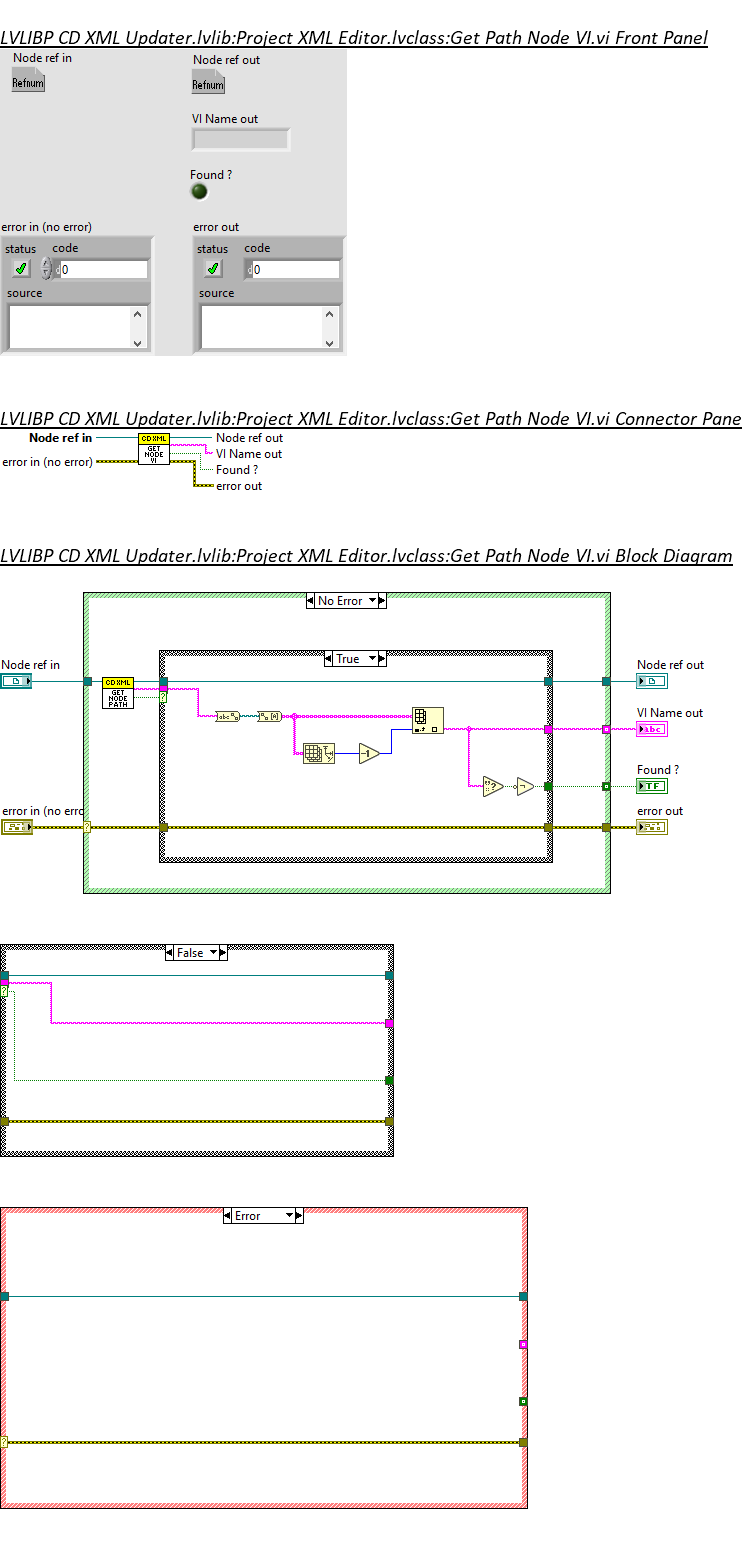 LVLIBP CD XML Updater.lvlib:Project XML Editor.lvclass:Get Path Node VI.vi Front Panel
Node ref in
Node ref out
Refnum
Refnum
VI Name out
Found ?
error in (no error)
error out
status code
status code
d 0
d 0
source
source
LVLIBP CD XML Updater.lvlib:Project XML Editor.lvclass:Get Path Node VI.vi Connector Pane
Node ref in
CD XML
GET
NODE
VI
Node ref out
VI Name out
error in (no error)
Found ?
error out
LVLIBP CD XML Updater.lvlib:Project XML Editor.lvclass:Get Path Node VI.vi Block Diagram
No Error
True
Node ref in
Node ref out
CD XML
GET
NODE
PATH
?
VI Name out
abc
abc
-1
?
Found ?
TF
error in (no erro
error out
?
False
?
Error
?